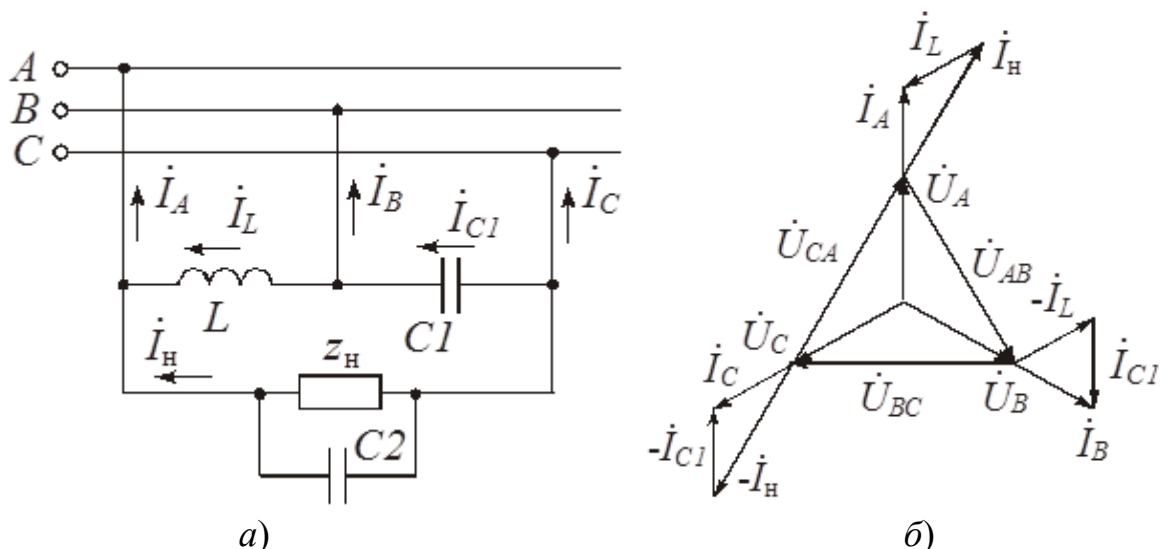 A
B
C
İ_A
İ_L
İ_B
İ_C1
İ_C
L
C1
İ_н
z_н
C2
а)
İ_L
İ_н
İ_A
U̇_A
U̇_CA
U̇_AB
-İ_L
U̇_C
İ_C
U̇_BC
U̇_B
İ_C1
İ_B
-İ_C1
-İ_н
б)